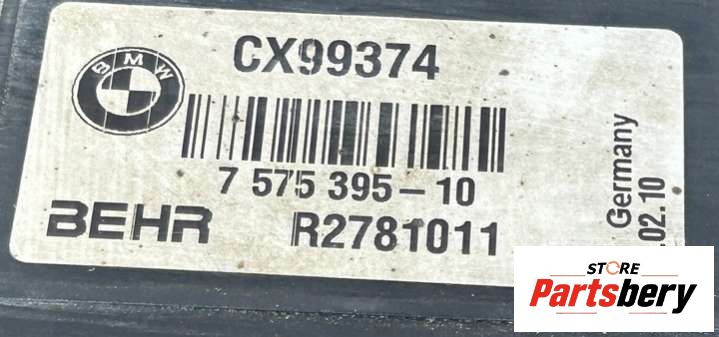 BMW
CX99374
7 575 395-10
BEHR
R2781011
Germany
.02.10
STORE
Partsbery